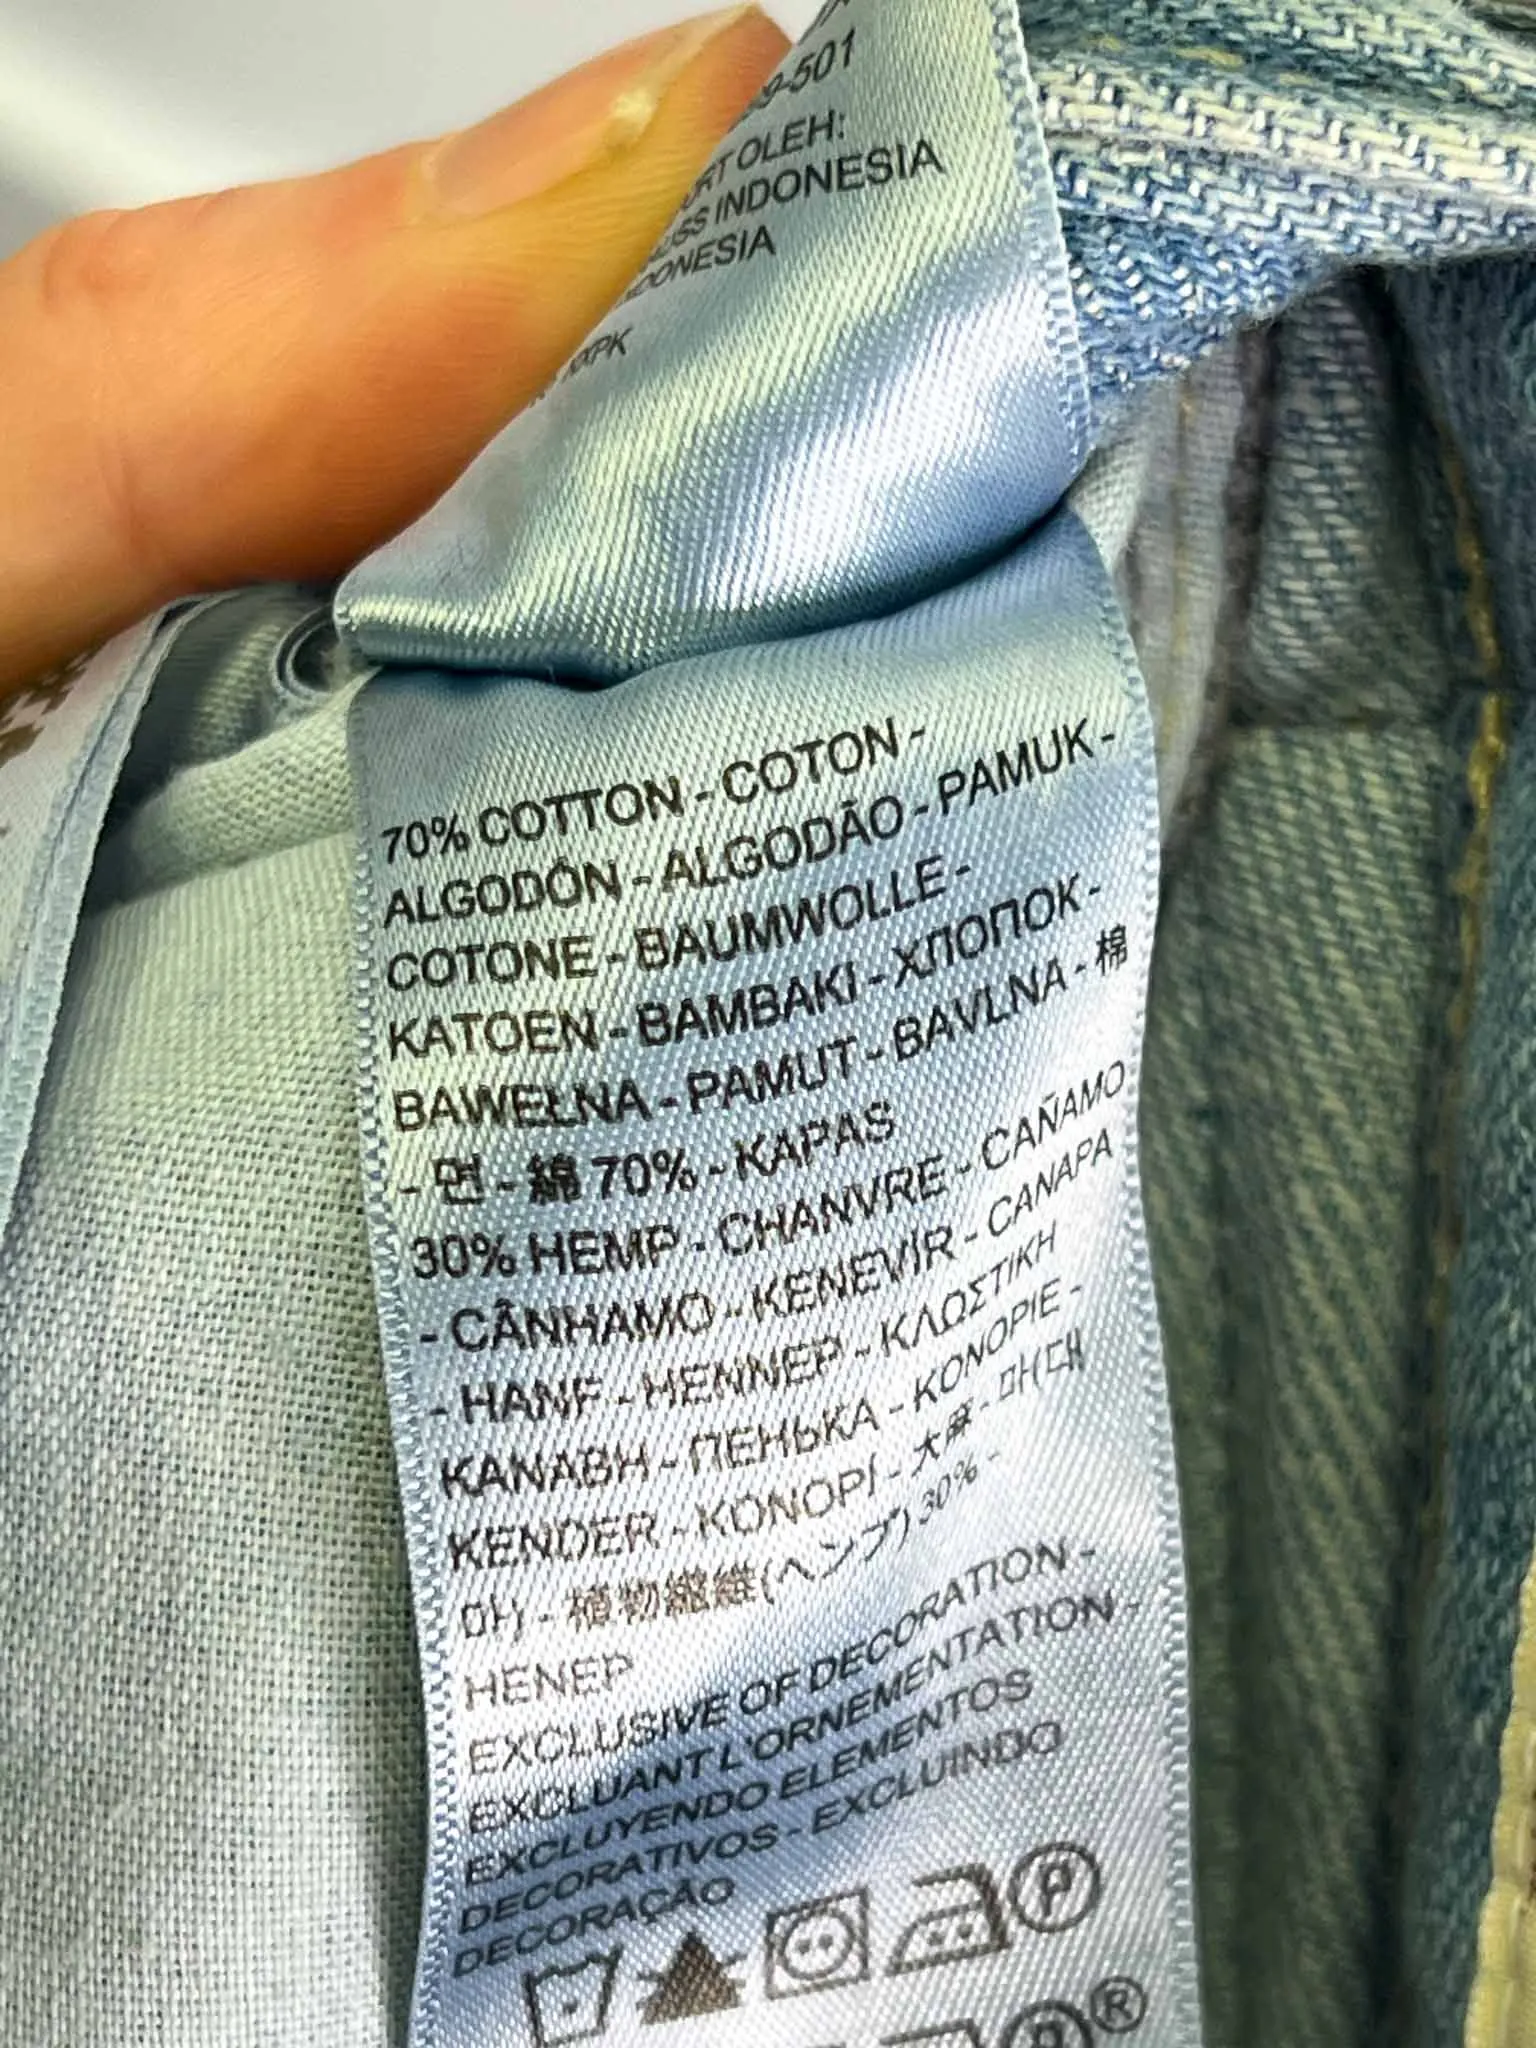 -501
OLEH:
INDONESIA
70% COTTON - COTON -
ALGODÓN - ALGODÃO - PAMUK -
COTONE - BAUMWOLLE -
KATOEN - BAMBAKI - ХЛОПОК -
BAWEŁNA - PAMUT - BAVLNA - 棉
- 면 - 綿 70% - KAPAS
30% HEMP - CHANVRE - CAÑAMO
- CÂNHAMO - KENEVİR - CANAPA
- HANF - HENNEP - ΚΛΩΣΤΙΚΗ
ΚΑΝΑΒΗ - ПЕНЬКА - KONOPIE -
KENDER - KONOPÍ - 大麻 - 마(대
마) - 植物繊維(ヘンプ) 30% -
HENEP
EXCLUSIVE OF DECORATION -
EXCLUANT L'ORNEMENTATION -
EXCLUYENDO ELEMENTOS
DECORATIVOS - EXCLUINDO
DECORAÇÃO
P
®